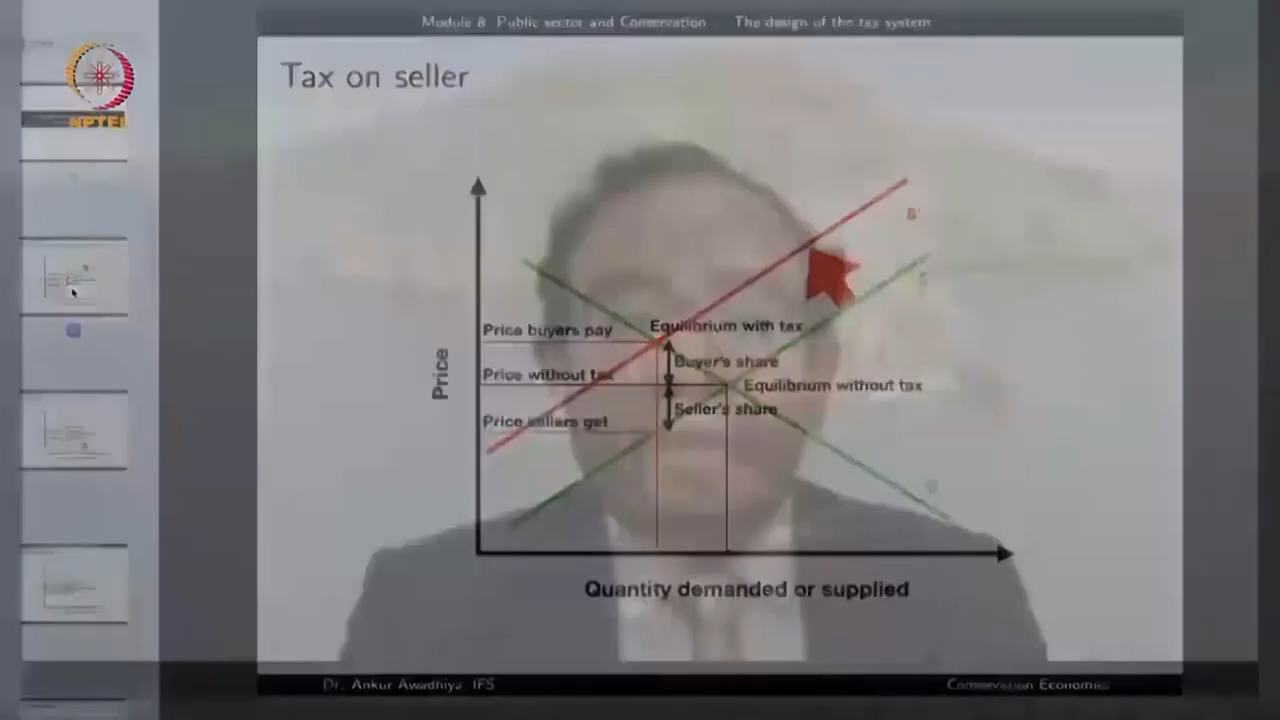 Module 8: Public sector and Conservation The design of the tax system
NPTEL
Tax on seller
S'
Equilibrium with tax
Price buyers pay
Buyer's share
Price without tax
Equilibrium without tax
Seller's share
Price sellers get
Price
D
Quantity demanded or supplied
Dr. Ankur Awadhiya, IFS
Conservation Economics